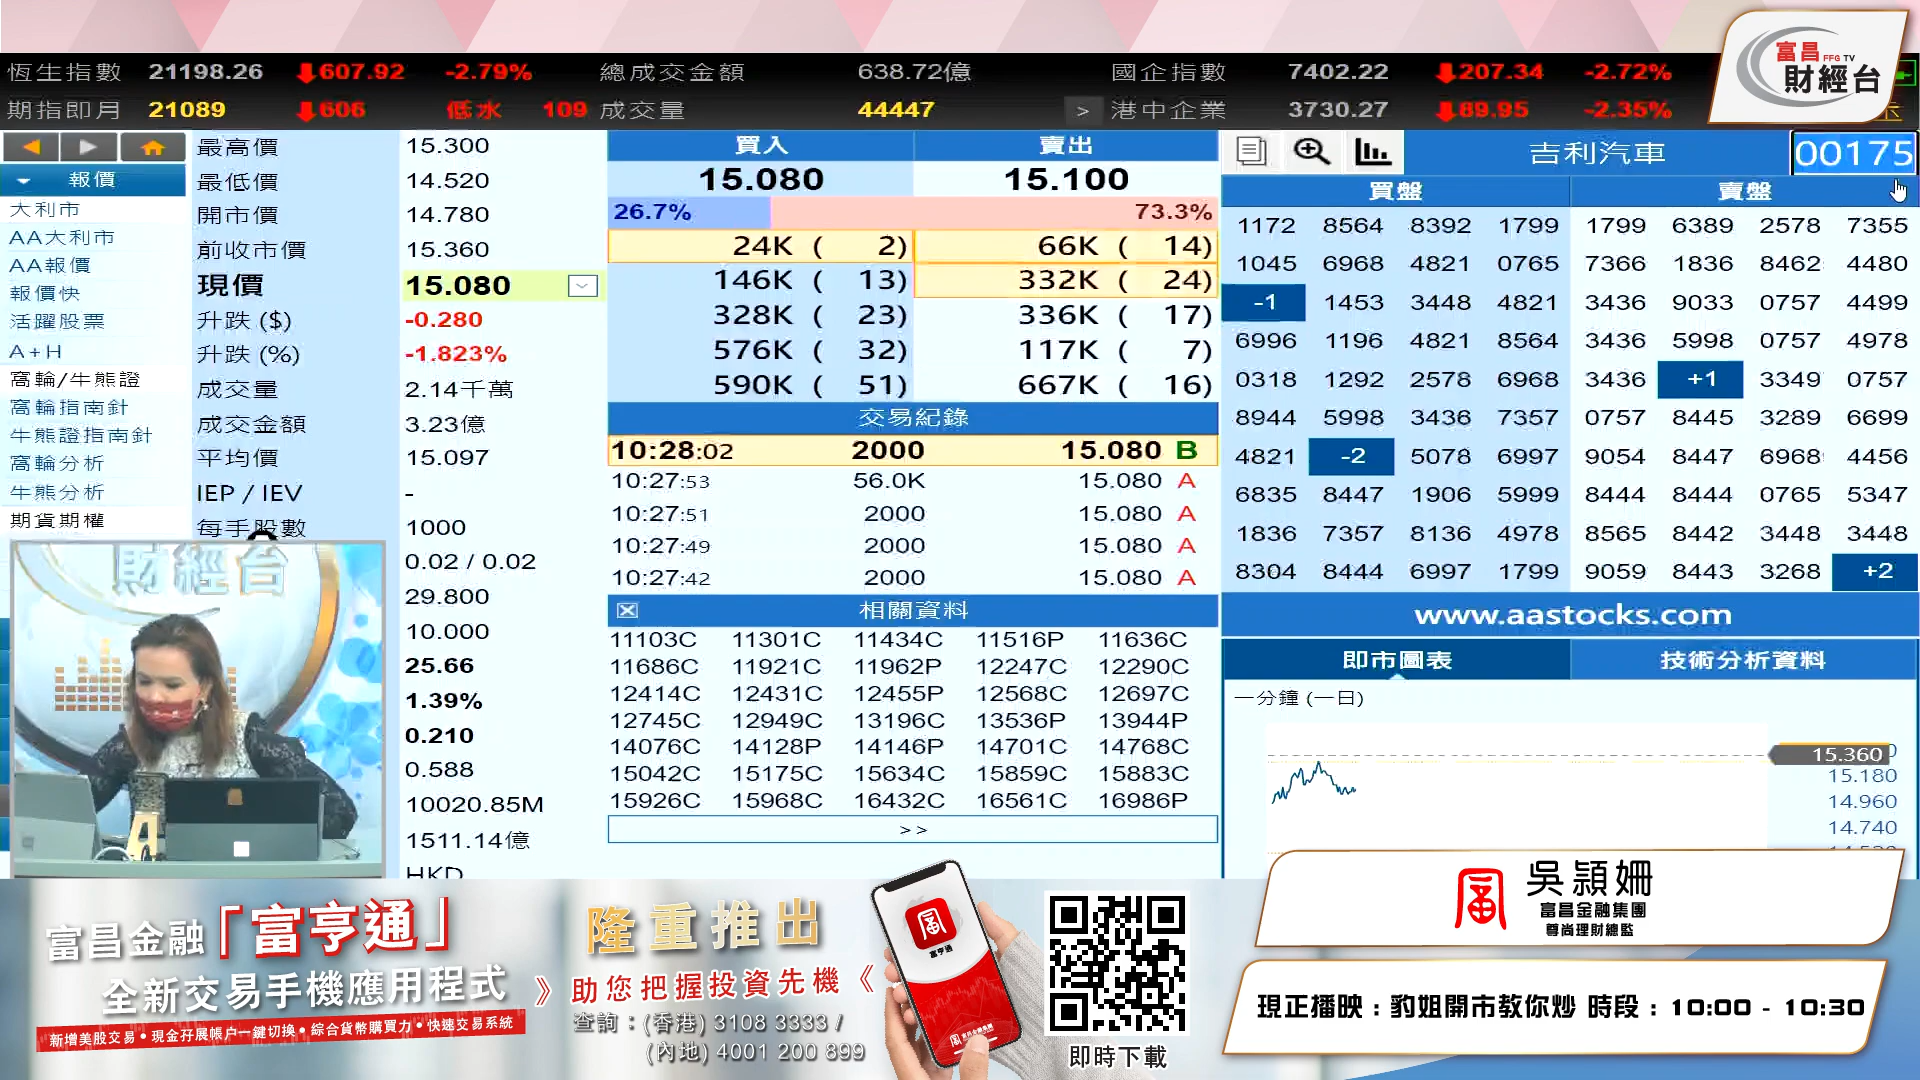 恆生指數 21198.26 607.92 -2.79% 總成交金額 638.72億 國企指數 7402.22 207.34 -2.72%
期指即月 21089 606 低水 109 成交量 44447 > 港中企業 3730.27 89.95 -2.35%
富昌 FFG TV
財經台
報價
大利市
AA大利市
AA報價
報價快
活躍股票
A+H
窩輪/牛熊證
窩輪指南針
牛熊證指南針
窩輪分析
牛熊分析
期貨期權
最高價 15.300
最低價 14.520
開市價 14.780
前收市價 15.360
現價 15.080
升跌 ($) -0.280
升跌 (%) -1.823%
成交量 2.14千萬
成交金額 3.23億
平均價 15.097
IEP / IEV -
每手股數 1000
0.02 / 0.02
29.800
10.000
25.66
1.39%
0.210
0.588
10020.85M
1511.14億
HKD
財經台
買入 賣出
15.080 15.100
26.7% 73.3%
24K ( 2) 66K ( 14)
146K ( 13) 332K ( 24)
328K ( 23) 336K ( 17)
576K ( 32) 117K ( 7)
590K ( 51) 667K ( 16)
交易紀錄
10:28:02 2000 15.080 B
10:27:53 56.0K 15.080 A
10:27:51 2000 15.080 A
10:27:49 2000 15.080 A
10:27:42 2000 15.080 A
相關資料
11103C 11301C 11434C 11516P 11636C
11686C 11921C 11962P 12247C 12290C
12414C 12431C 12455P 12568C 12697C
12745C 12949C 13196C 13536P 13944P
14076C 14128P 14146P 14701C 14768C
15042C 15175C 15634C 15859C 15883C
15926C 15968C 16432C 16561C 16986P
>>
吉利汽車 00175
買盤 賣盤
1172 8564 8392 1799 1799 6389 2578 7355
1045 6968 4821 0765 7366 1836 8462 4480
-1 1453 3448 4821 3436 9033 0757 4499
6996 1196 4821 8564 3436 5998 0757 4978
0318 1292 2578 6968 3436 +1 3349 0757
8944 5998 3436 7357 0757 8445 3289 6699
4821 -2 5078 6997 9054 8447 6968 4456
6835 8447 1906 5999 8444 8444 0765 5347
1836 7357 8136 4978 8565 8442 3448 3448
8304 8444 6997 1799 9059 8443 3268 +2
www.aastocks.com
即市圖表 技術分析資料
一分鐘 (一日)
15.360
15.180
14.960
14.740
富昌金融「富亨通」
全新交易手機應用程式
新增美股交易 • 現金孖展帳户一鍵切換 • 綜合貨幣購買力 • 快速交易系統
隆重推出
》助您把握投資先機《
查詢：(香港) 3108 3333 /
(內地) 4001 200 899
富亨通
即時下載
吳潁姍
富昌金融集團
尊尚理財總監
現正播映：豹姐開市教你炒 時段：10:00 - 10:30